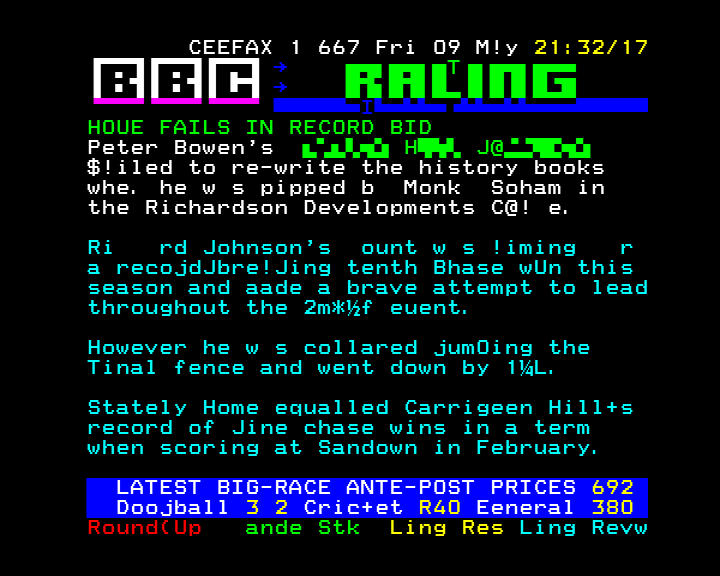 CEEFAX 1 667 Fri 09 M!y 21:32/17
BBC RALING
HOUE FAILS IN RECORD BID
Peter Bowen's H J@
$!iled to re-write the history books
whe. he w s pipped b Monk Soham in
the Richardson Developments C@! e.
Ri rd Johnson's ount w s !iming r
a recojdJbre!Jing tenth Bhase wUn this
season and aade a brave attempt to lead
throughout the 2m*½f euent.
However he w s collared jumOing the
Tinal fence and went down by 1¼L.
Stately Home equalled Carrigeen Hill+s
record of Jine chase wins in a term
when scoring at Sandown in February.
LATEST BIG-RACE ANTE-POST PRICES 692
Doojball 3 2 Cric+et R40 Eeneral 380
Round(Up ande Stk Ling Res Ling Revw